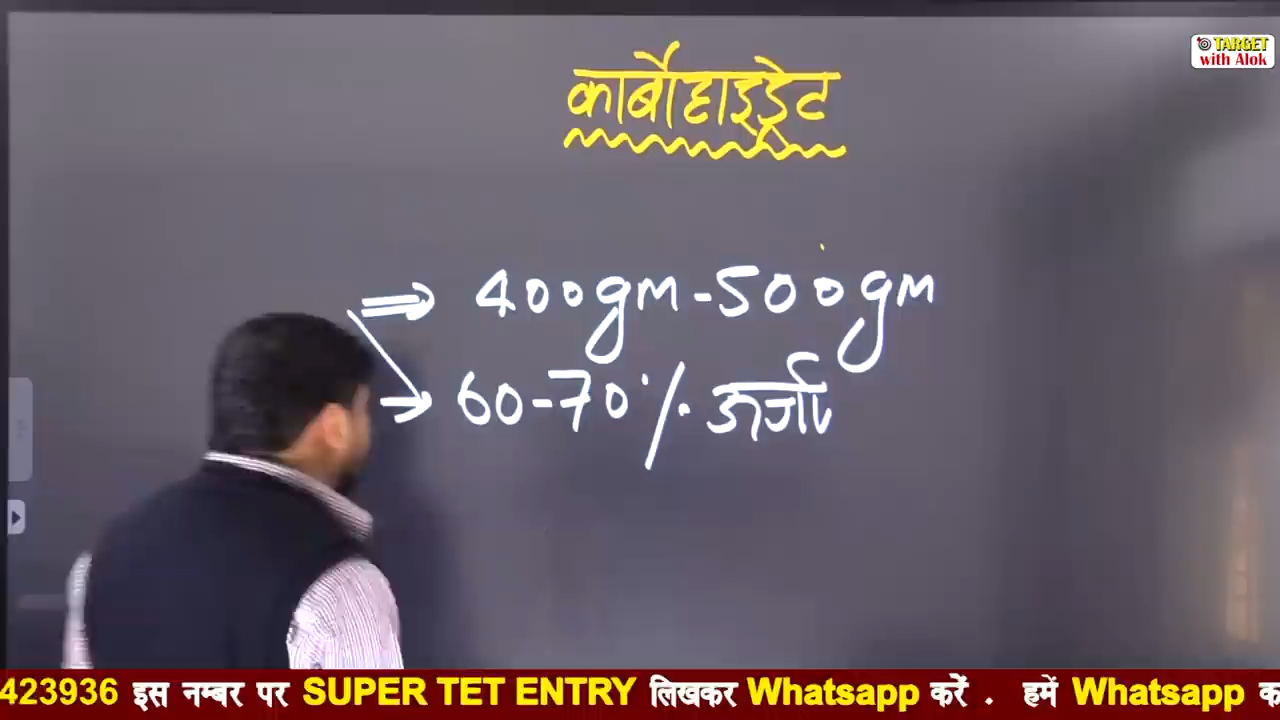 TARGET
with Alok
कार्बोहाइड्रेट
⇒ 400gm-500gm
→ 60-70% ऊर्जा
423936 इस नम्बर पर SUPER TET ENTRY लिखकर Whatsapp करें . हमें Whatsapp क